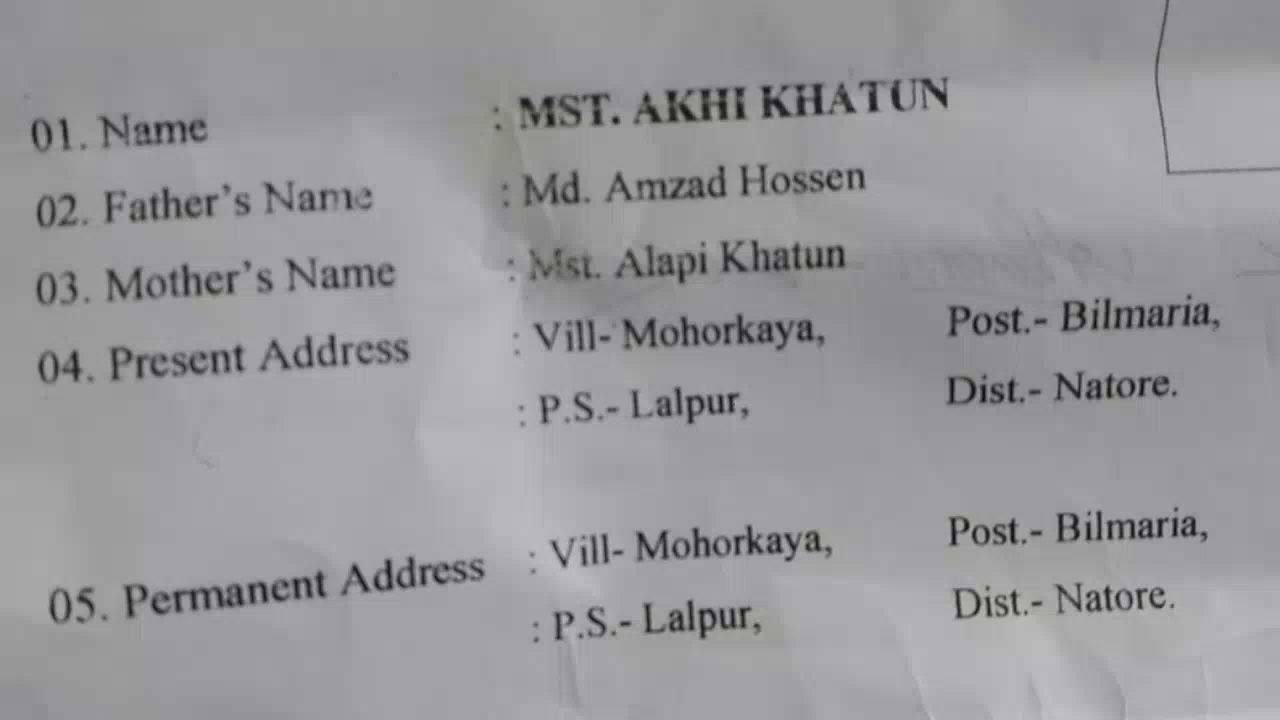 01. Name : MST. AKHI KHATUN
02. Father's Name : Md. Amzad Hossen
03. Mother's Name : Mst. Alapi Khatun
04. Present Address : Vill- Mohorkaya, Post.- Bilmaria,
: P.S.- Lalpur, Dist.- Natore.
05. Permanent Address : Vill- Mohorkaya, Post.- Bilmaria,
: P.S.- Lalpur, Dist.- Natore.